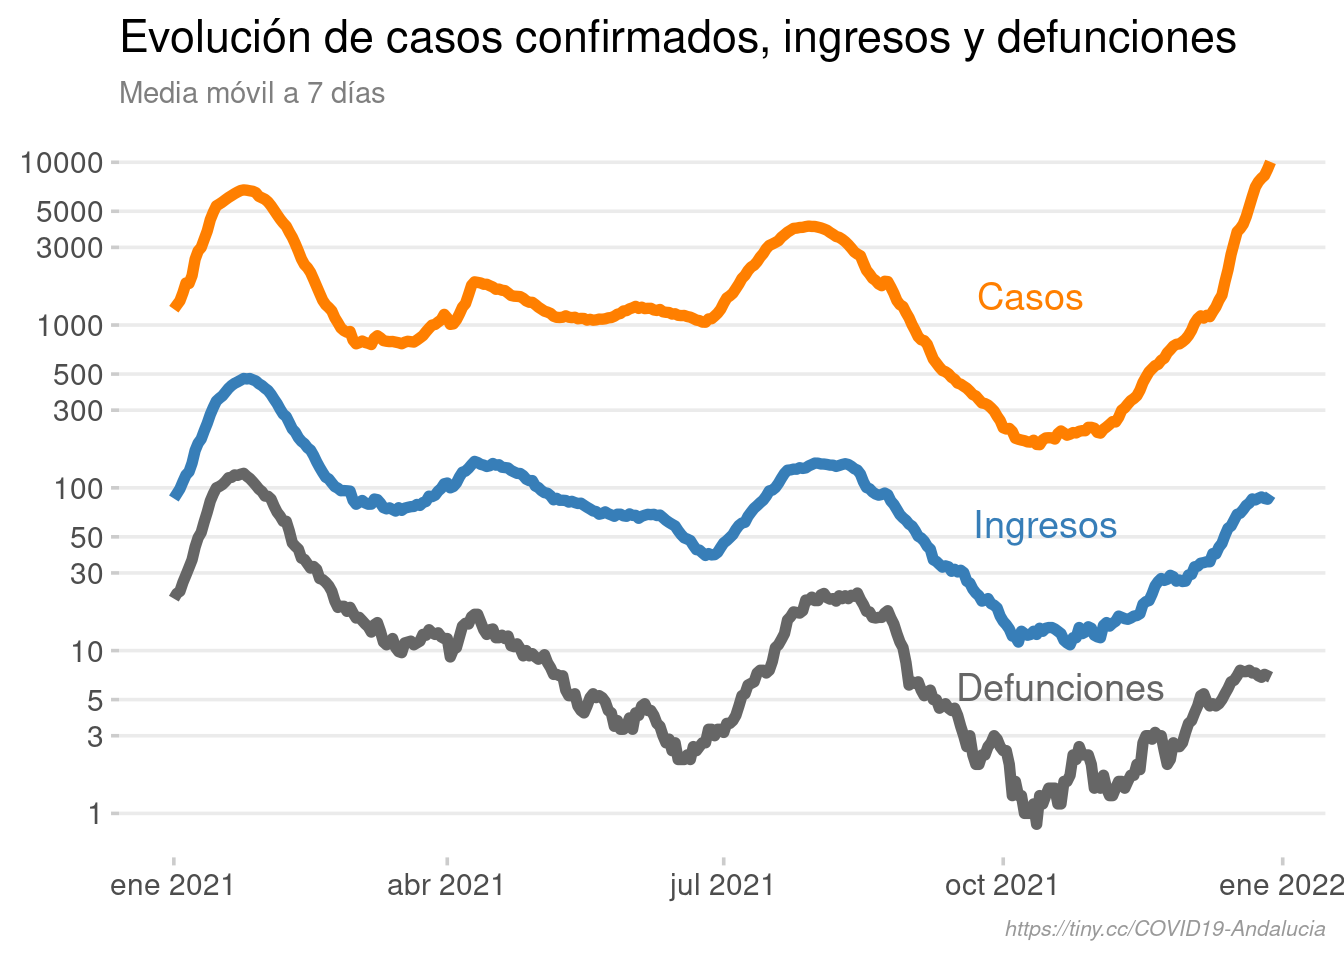 Evolución de casos confirmados, ingresos y defunciones
Media móvil a 7 días
10000
5000
3000
1000
500
300
100
50
30
10
5
3
1
Casos
Ingresos
Defunciones
ene 2021 abr 2021 jul 2021 oct 2021 ene 2022
https://tiny.cc/COVID19-Andalucia